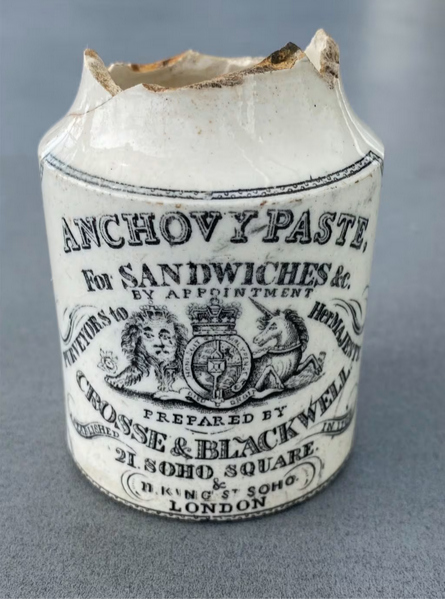 ANCHOVY PASTE,
For SANDWICHES &c.
BY APPOINTMENT
to Her MAJESTY
PREPARED BY
CROSSE & BLACKWELL
IN
21. SOHO SQUARE.
&
11. KING ST SOHO.
LONDON